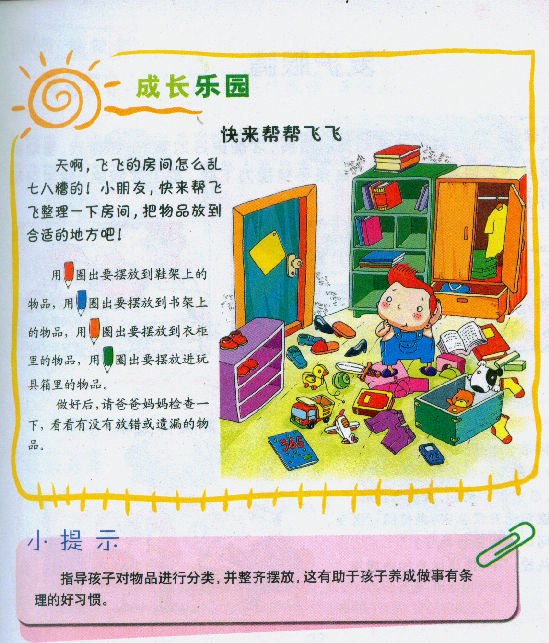 成长乐园
快来帮帮飞飞
天啊，飞飞的房间怎么乱
七八糟的！小朋友，快来帮飞
飞整理一下房间，把物品放到
合适的地方吧！
用圈出要摆放到鞋架上的
物品，用圈出要摆放到书架上
的物品，用圈出要摆放到衣柜
里的物品，用圈出要摆放进玩
具箱里的物品。
做好后，请爸爸妈妈检查一
下，看看有没有放错或遗漏的物
品。
小提示
指导孩子对物品进行分类，并整齐摆放，这有助于孩子养成做事有条
理的好习惯。